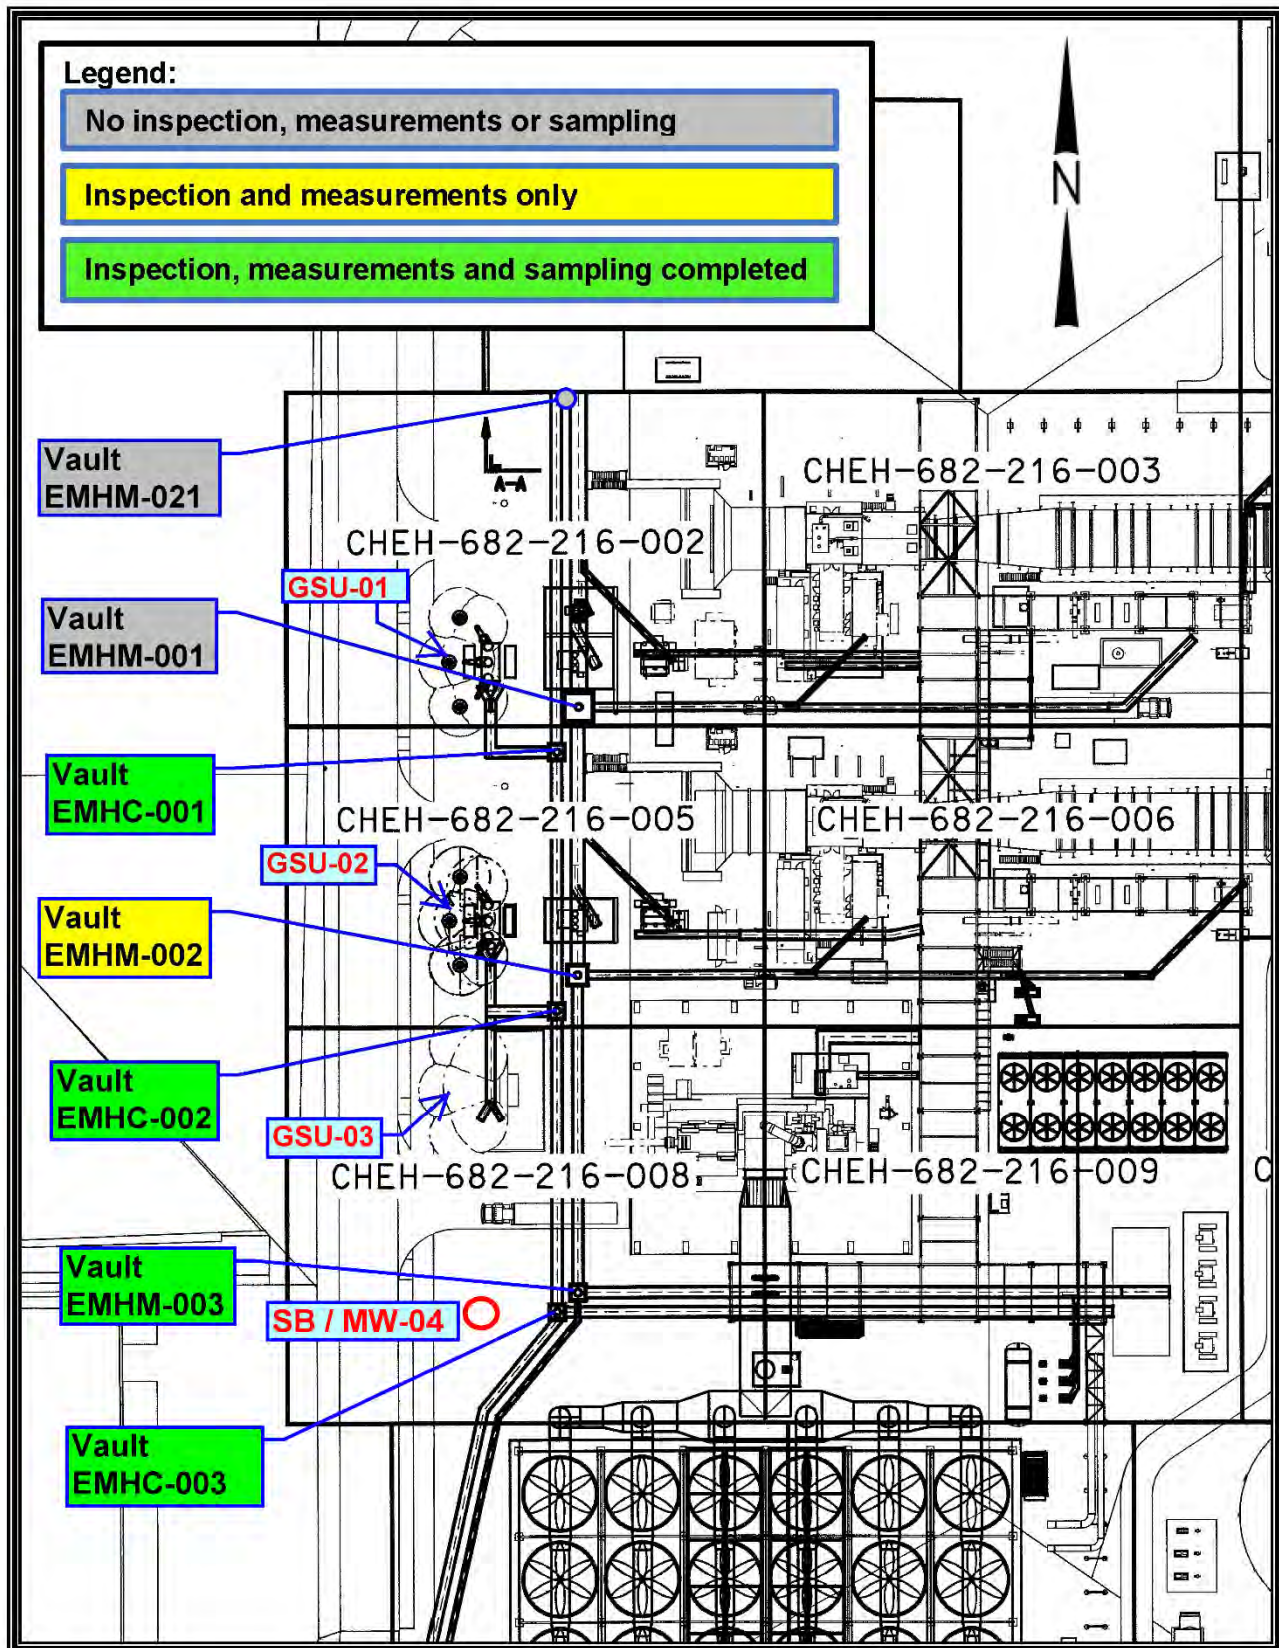 Legend:
No inspection, measurements or sampling
Inspection and measurements only
Inspection, measurements and sampling completed
N
Vault
EMHM-021
A-A
CHEH-682-216-003
CHEH-682-216-002
GSU-01
Vault
EMHM-001
Vault
EMHC-001
CHEH-682-216-005
CHEH-682-216-006
GSU-02
Vault
EMHM-002
Vault
EMHC-002
GSU-03
CHEH-682-216-008
CHEH-682-216-009
C
Vault
EMHM-003
SB / MW-04
Vault
EMHC-003